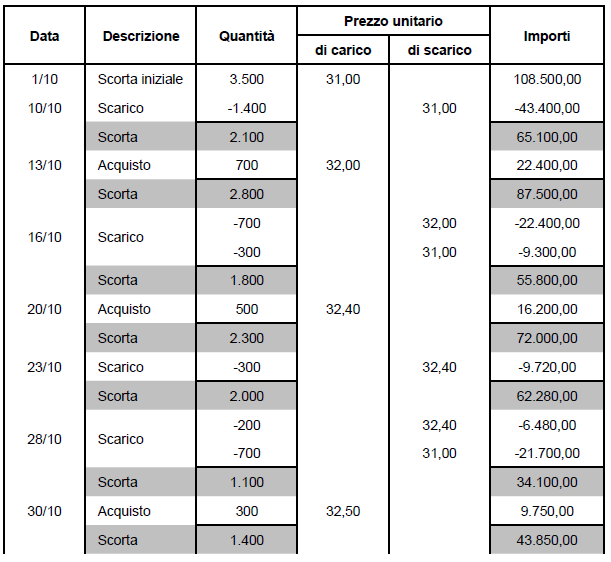 Data Descrizione Quantità Prezzo unitario Importi
di carico di scarico
1/10 Scorta iniziale 3.500 31,00 108.500,00
10/10 Scarico -1.400 31,00 -43.400,00
Scorta 2.100 65.100,00
13/10 Acquisto 700 32,00 22.400,00
Scorta 2.800 87.500,00
16/10 Scarico -700 32,00 -22.400,00
-300 31,00 -9.300,00
Scorta 1.800 55.800,00
20/10 Acquisto 500 32,40 16.200,00
Scorta 2.300 72.000,00
23/10 Scarico -300 32,40 -9.720,00
Scorta 2.000 62.280,00
28/10 Scarico -200 32,40 -6.480,00
-700 31,00 -21.700,00
Scorta 1.100 34.100,00
30/10 Acquisto 300 32,50 9.750,00
Scorta 1.400 43.850,00